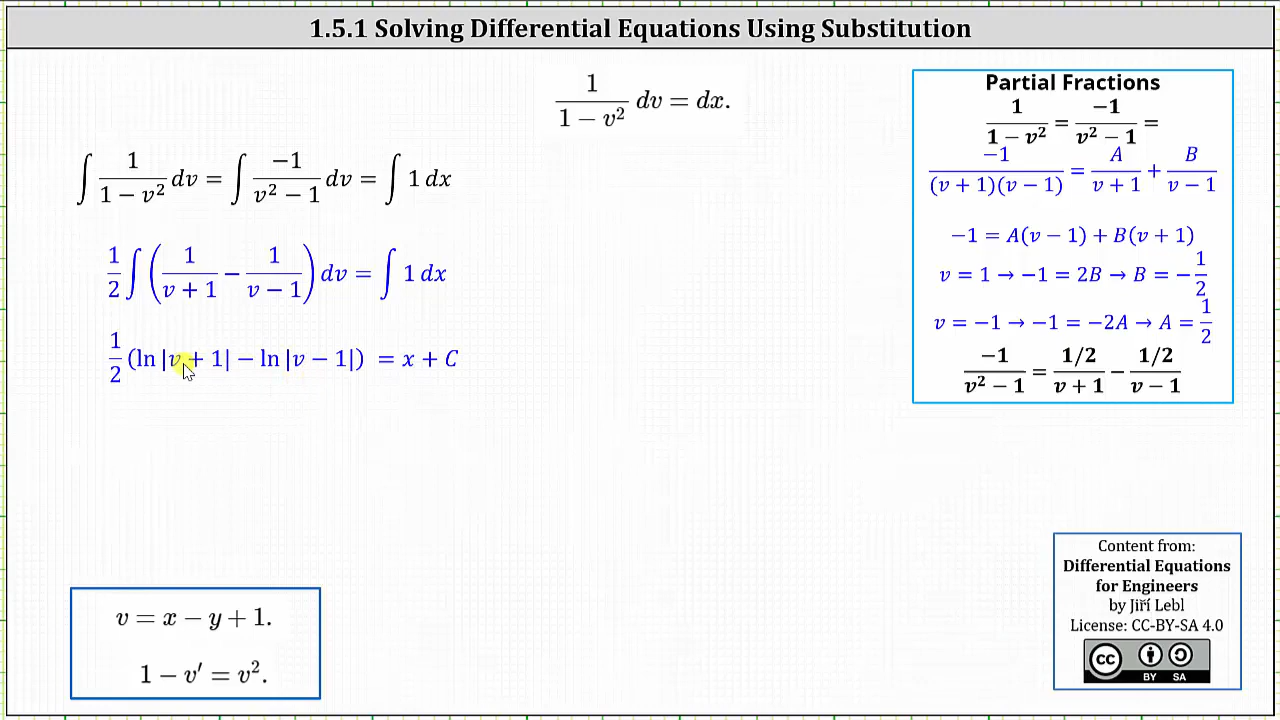 1.5.1 Solving Differential Equations Using Substitution
1/(1 − v²) dv = dx.
∫ 1/(1 − v²) dv = ∫ −1/(v² − 1) dv = ∫ 1 dx
1/2 ∫ (1/(v + 1) − 1/(v − 1)) dv = ∫ 1 dx
1/2 (ln |v + 1| − ln |v − 1|) = x + C
Partial Fractions
1/(1 − v²) = −1/(v² − 1) =
−1/((v + 1)(v − 1)) = A/(v + 1) + B/(v − 1)
−1 = A(v − 1) + B(v + 1)
v = 1 → −1 = 2B → B = −1/2
v = −1 → −1 = −2A → A = 1/2
−1/(v² − 1) = (1/2)/(v + 1) − (1/2)/(v − 1)
v = x − y + 1.
1 − v′ = v².
Content from:
Differential Equations
for Engineers
by Jiří Lebl
License: CC-BY-SA 4.0
cc
BY SA